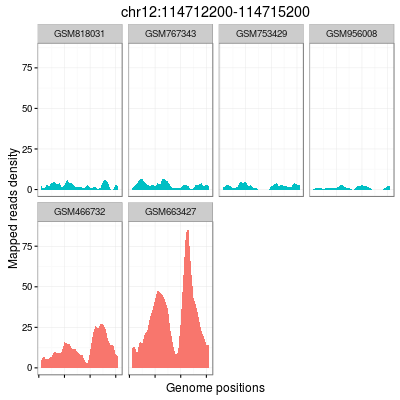 chr12:114712200-114715200
GSM818031 GSM767343 GSM753429 GSM956008
75
50
25
0
Mapped reads density
GSM466732 GSM663427
75
50
25
0
Genome positions